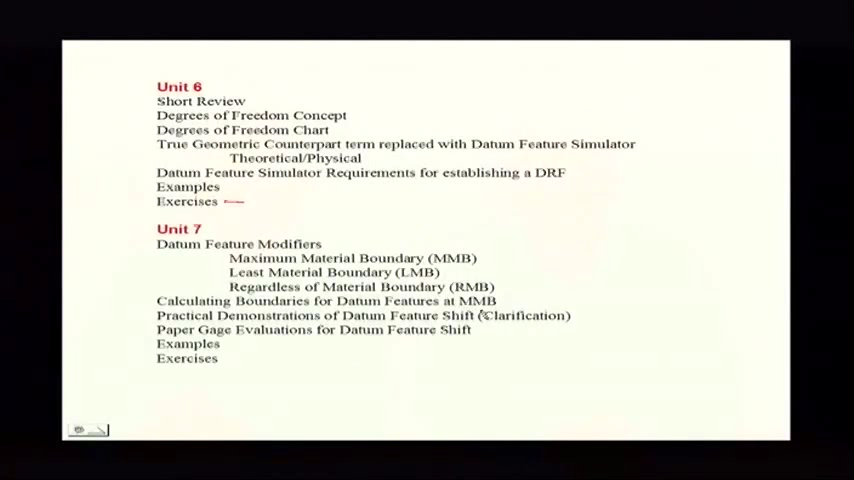 Unit 6
Short Review
Degrees of Freedom Concept
Degrees of Freedom Chart
True Geometric Counterpart term replaced with Datum Feature Simulator
Theoretical/Physical
Datum Feature Simulator Requirements for establishing a DRF
Examples
Exercises
Unit 7
Datum Feature Modifiers
Maximum Material Boundary (MMB)
Least Material Boundary (LMB)
Regardless of Material Boundary (RMB)
Calculating Boundaries for Datum Features at MMB
Practical Demonstrations of Datum Feature Shift (Clarification)
Paper Gage Evaluations for Datum Feature Shift
Examples
Exercises